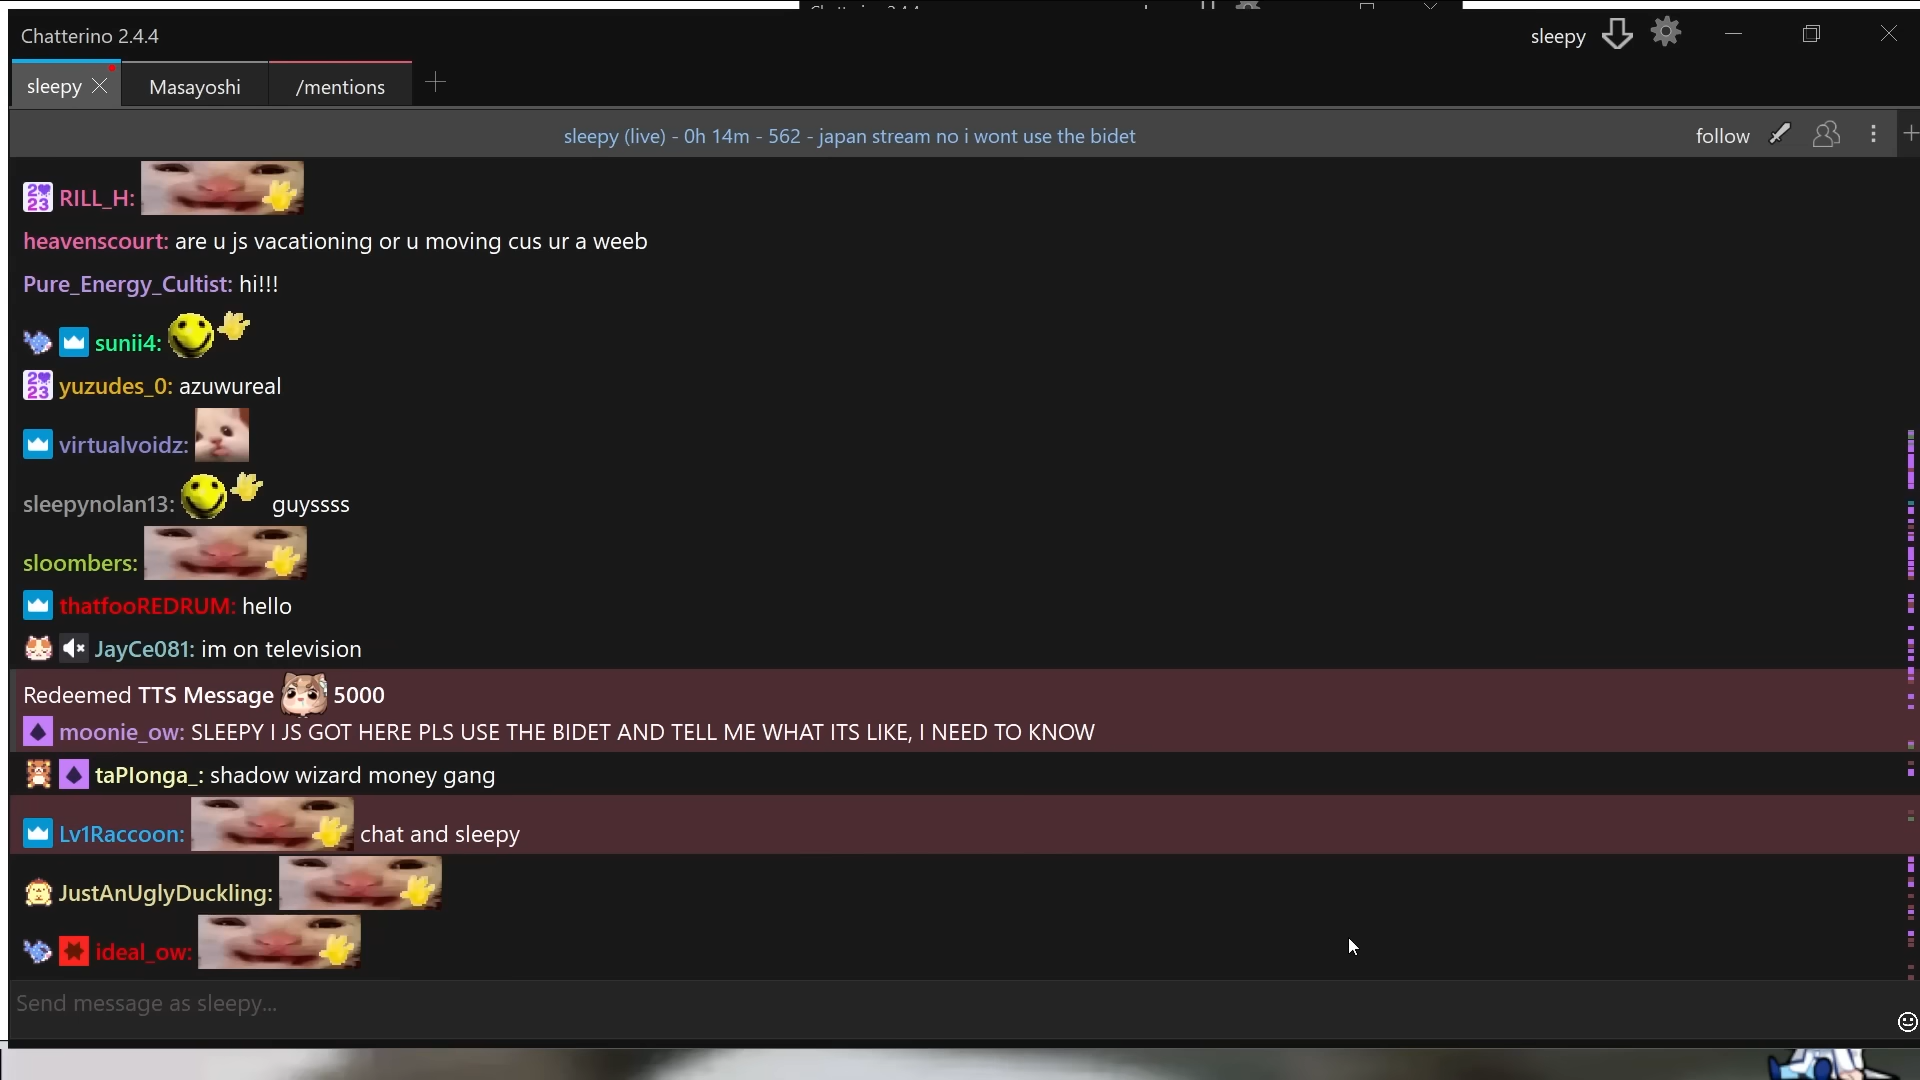 Chatterino 2.4.4
sleepy
sleepy
Masayoshi
/mentions
sleepy (live) - 0h 14m - 562 - japan stream no i wont use the bidet
follow
2023 RILL_H:
heavenscourt: are u js vacationing or u moving cus ur a weeb
Pure_Energy_Cultist: hi!!!
sunii4:
2023 yuzudes_0: azuwureal
virtualvoidz:
sleepynolan13: guyssss
sloombers:
thatfooREDRUM: hello
JayCe081: im on television
Redeemed TTS Message 5000
moonie_ow: SLEEPY I JS GOT HERE PLS USE THE BIDET AND TELL ME WHAT ITS LIKE, I NEED TO KNOW
taPIonga_: shadow wizard money gang
Lv1Raccoon: chat and sleepy
JustAnUglyDuckling:
ideal_ow:
Send message as sleepy...